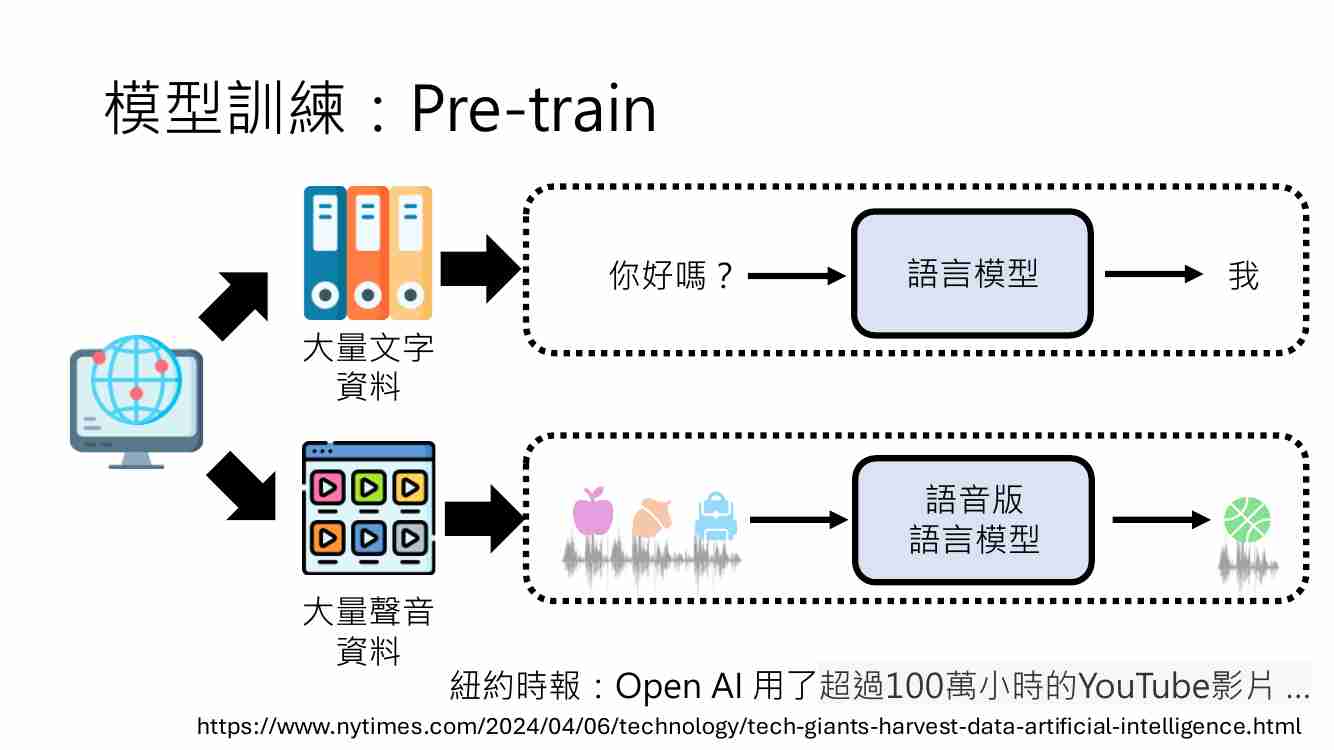 模型訓練：Pre-train
大量文字
資料
你好嗎？
語言模型
我
大量聲音
資料
語音版
語言模型
紐約時報：Open AI 用了超過100萬小時的YouTube影片 ...
https://www.nytimes.com/2024/04/06/technology/tech-giants-harvest-data-artificial-intelligence.html